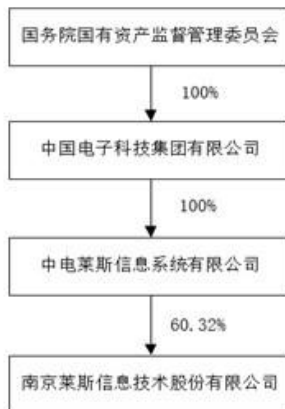 国务院国有资产监督管理委员会
100%
中国电子科技集团有限公司
100%
中电莱斯信息系统有限公司
60.32%
南京莱斯信息技术股份有限公司